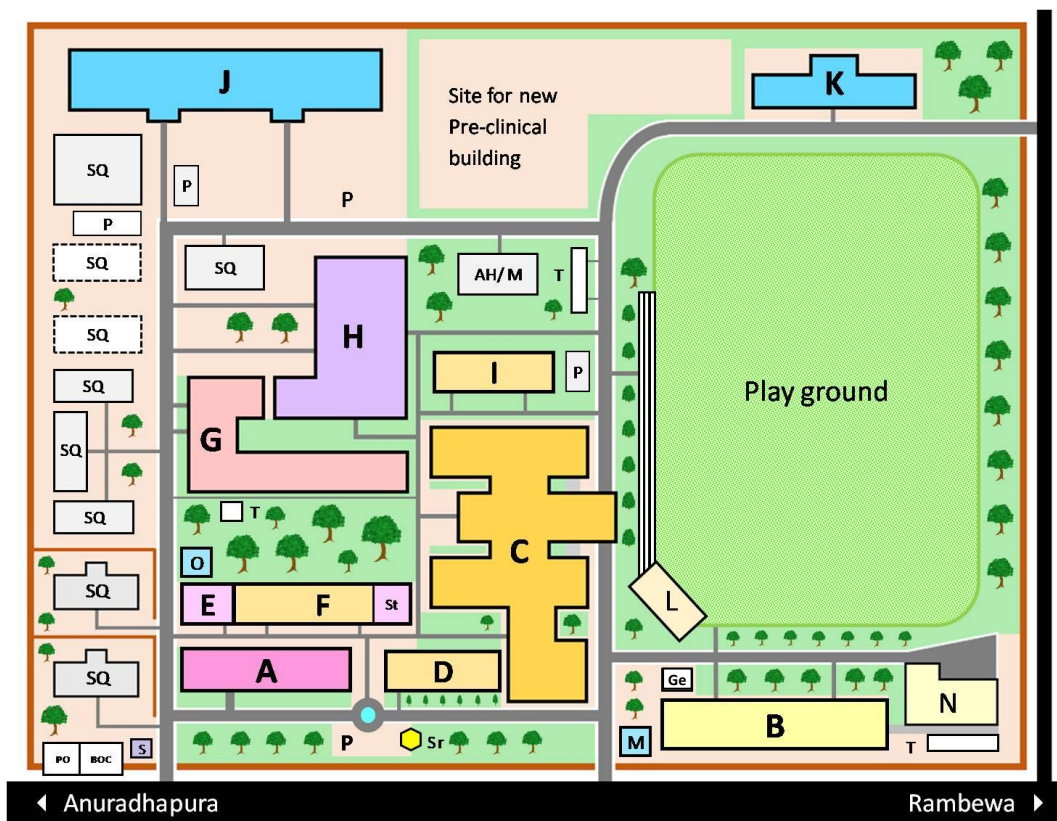 J
K
Site for new
Pre-clinical
building
SQ
P
P
P
SQ
SQ
AH/ M
T
SQ
H
SQ
I
P
Play ground
SQ
G
SQ
SQ
T
C
O
SQ
E
F
St
L
A
D
SQ
Ge
N
B
S
P
Sr
M
T
PO
BOC
Anuradhapura
Rambewa